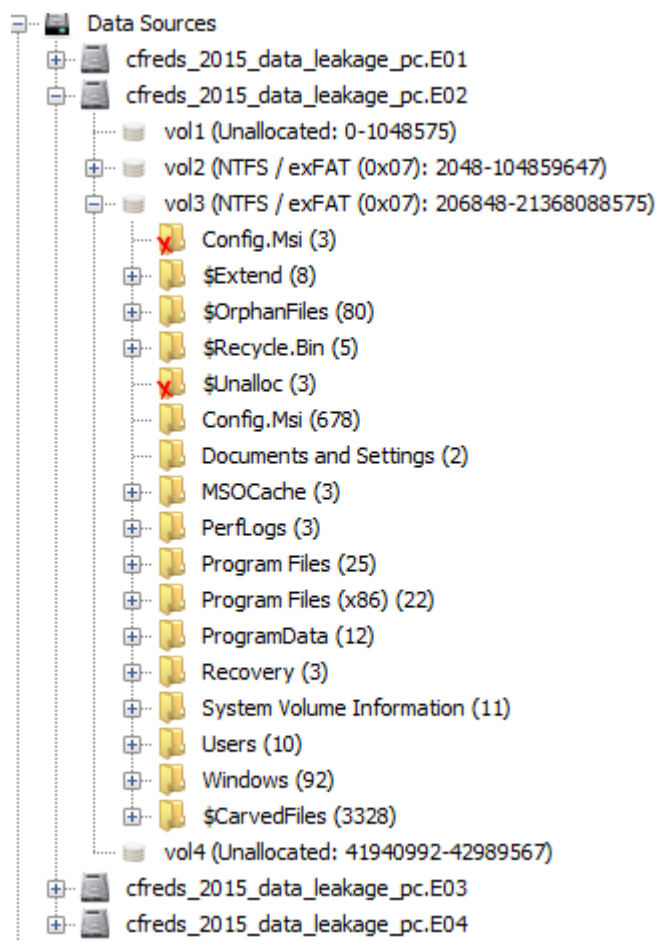 Data Sources
cfreds_2015_data_leakage_pc.E01
cfreds_2015_data_leakage_pc.E02
vol1 (Unallocated: 0-1048575)
vol2 (NTFS / exFAT (0x07): 2048-104859647)
vol3 (NTFS / exFAT (0x07): 206848-21368088575)
Config.Msi (3)
$Extend (8)
$OrphanFiles (80)
$Recycle.Bin (5)
$Unalloc (3)
Config.Msi (678)
Documents and Settings (2)
MSOCache (3)
PerfLogs (3)
Program Files (25)
Program Files (x86) (22)
ProgramData (12)
Recovery (3)
System Volume Information (11)
Users (10)
Windows (92)
$CarvedFiles (3328)
vol4 (Unallocated: 41940992-42989567)
cfreds_2015_data_leakage_pc.E03
cfreds_2015_data_leakage_pc.E04